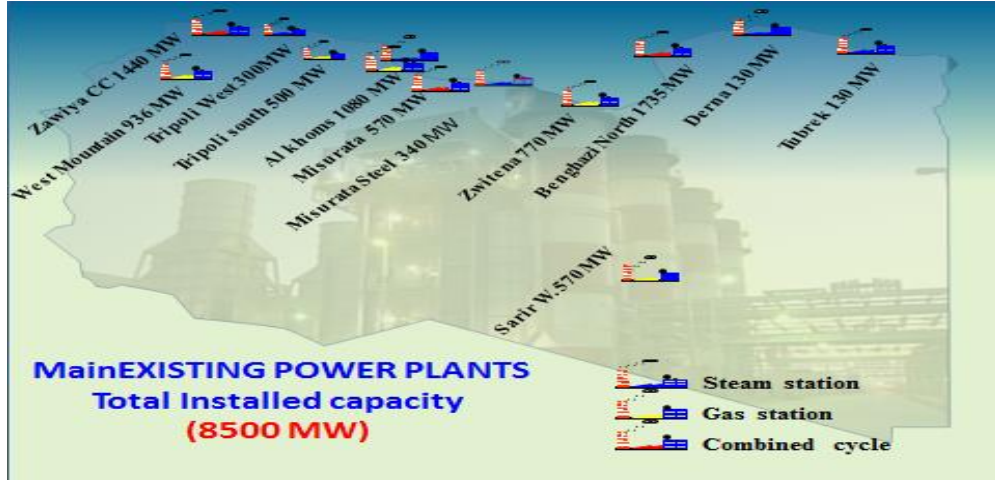 Zawiya CC 1440 MW
West Mountain 936 MW
Tripoli West300MW
Tripoli south 500 MW
Al khoms 1080 MW
Misurata 570 MW
Misurata Steel 340 MW
Zwitena 770 MW
Benghazi North 1735 MW
Derna 130 MW
Tubrek 130 MW
Sarir W.570 MW
MainEXISTING POWER PLANTS
Total Installed capacity
(8500 MW)
Steam station
Gas station
Combined cycle